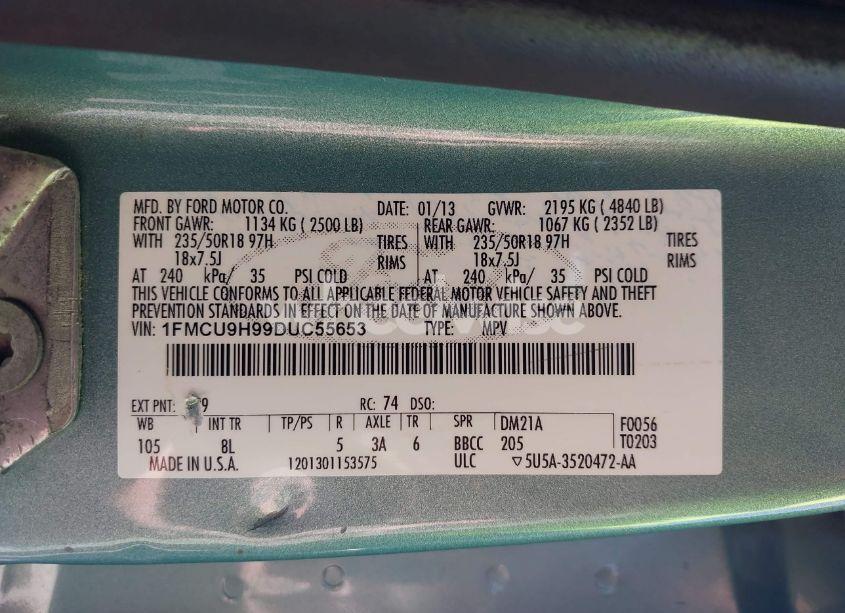 MFD. BY FORD MOTOR CO. DATE: 01/13 GVWR: 2195 KG ( 4840 LB)
FRONT GAWR: 1134 KG ( 2500 LB) REAR GAWR: 1067 KG ( 2352 LB)
WITH 235/50R18 97H TIRES WITH 235/50R18 97H TIRES
18x7.5J RIMS 18x7.5J RIMS
AT 240 kPa/ 35 PSI COLD AT 240 kPa/ 35 PSI COLD
THIS VEHICLE CONFORMS TO ALL APPLICABLE FEDERAL MOTOR VEHICLE SAFETY AND THEFT
PREVENTION STANDARDS IN EFFECT ON THE DATE OF MANUFACTURE SHOWN ABOVE.
VIN: 1FMCU9H99DUC55653 TYPE: MPV
EXT PNT: 9 RC: 74 DSO:
WB INT TR TP/PS R AXLE TR SPR DM21A F0056
105 8L 5 3A 6 BBCC 205 T0203
MADE IN U.S.A. 1201301153575 ULC ▽5U5A-3520472-AA